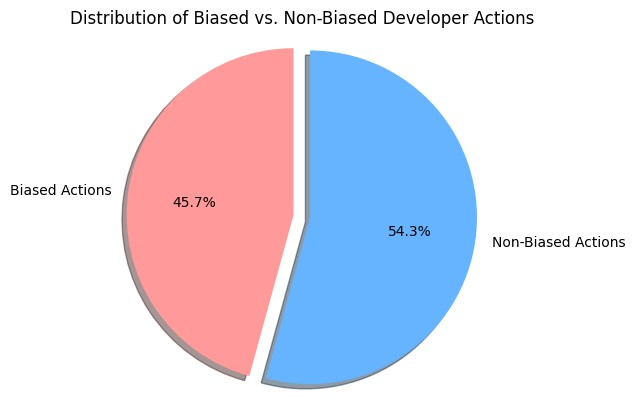 Distribution of Biased vs. Non-Biased Developer Actions
Biased Actions
45.7%
54.3%
Non-Biased Actions